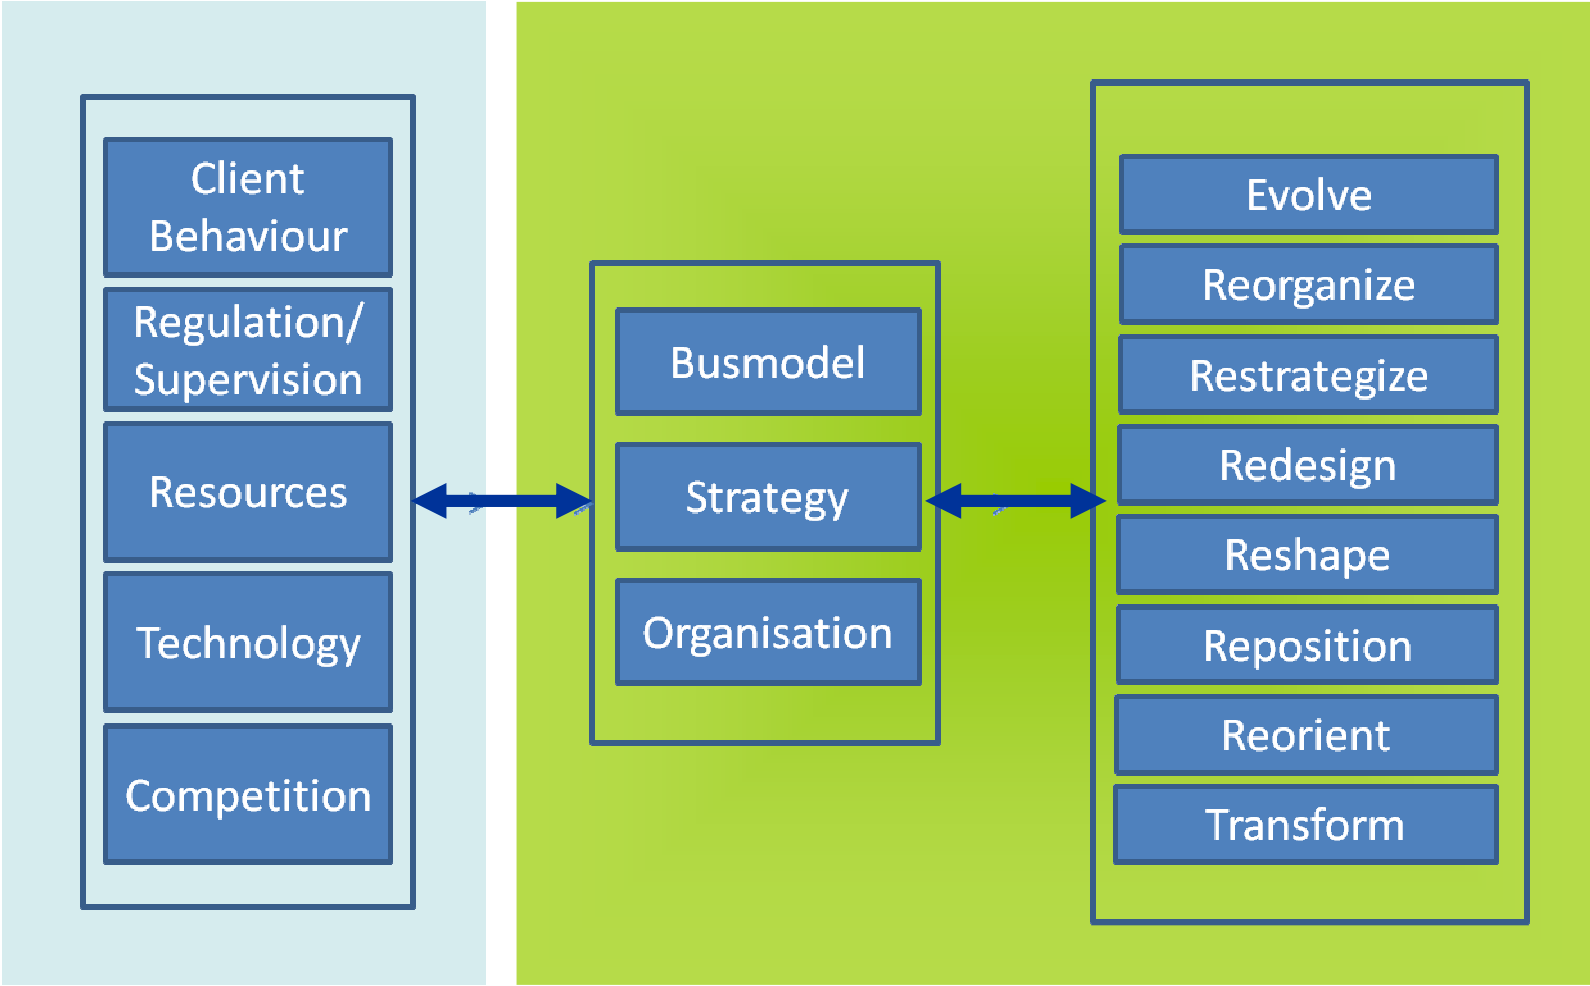 Client
Behaviour
Regulation/
Supervision
Resources
Technology
Competition
Busmodel
Strategy
Organisation
Evolve
Reorganize
Restrategize
Redesign
Reshape
Reposition
Reorient
Transform